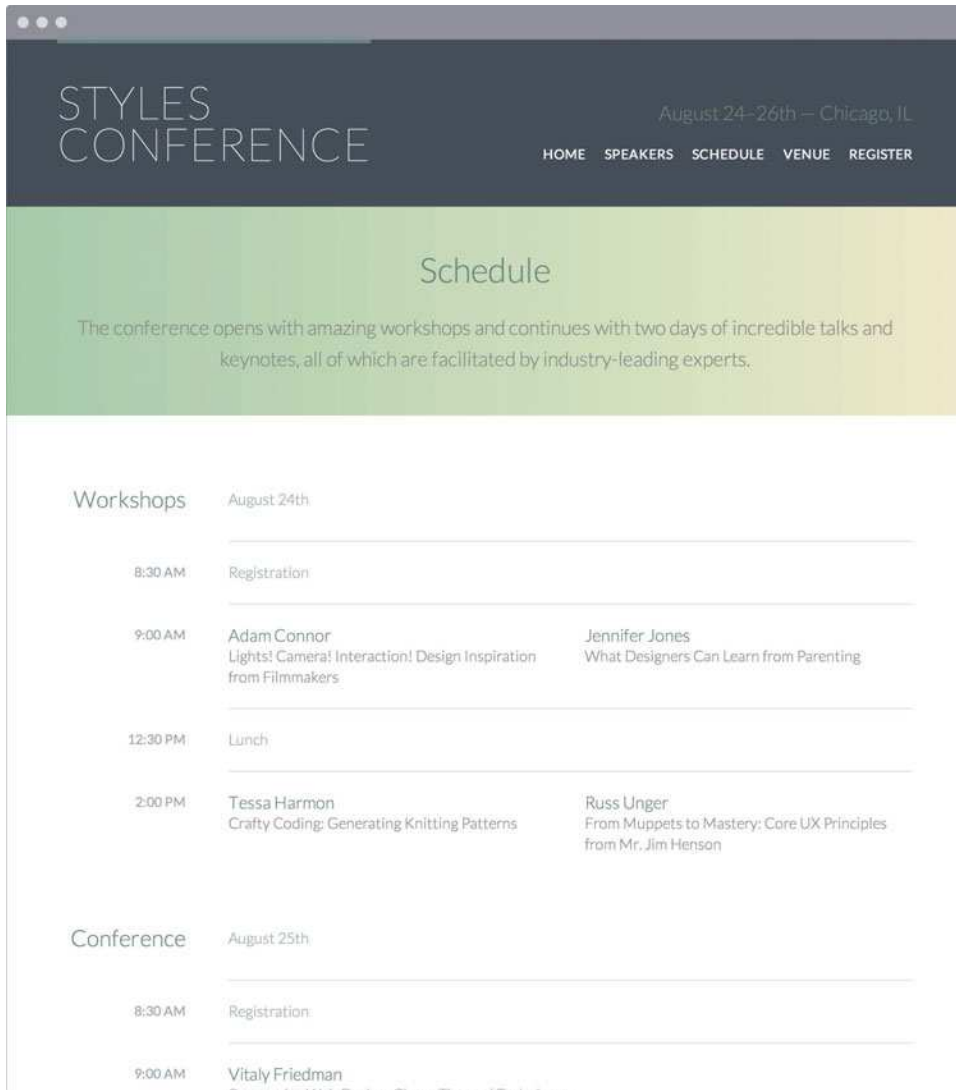 STYLES
CONFERENCE
August 24–26th — Chicago, IL
HOME SPEAKERS SCHEDULE VENUE REGISTER
Schedule
The conference opens with amazing workshops and continues with two days of incredible talks and
keynotes, all of which are facilitated by industry-leading experts.
Workshops August 24th
8:30 AM Registration
9:00 AM Adam Connor Jennifer Jones
Lights! Camera! Interaction! Design Inspiration What Designers Can Learn from Parenting
from Filmmakers
12:30 PM Lunch
2:00 PM Tessa Harmon Russ Unger
Crafty Coding: Generating Knitting Patterns From Muppets to Mastery: Core UX Principles
from Mr. Jim Henson
Conference August 25th
8:30 AM Registration
9:00 AM Vitaly Friedman